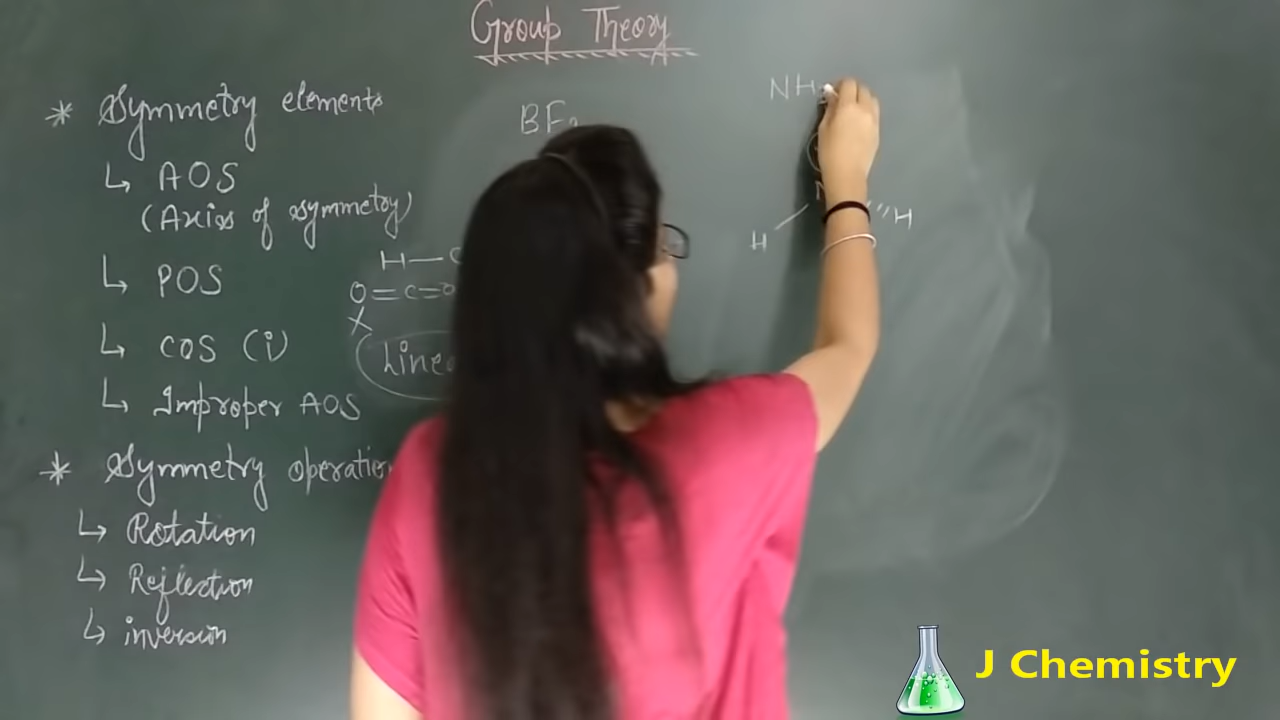 Group Theory
* Symmetry elements
↳ AOS
(Axis of symmetry)
↳ POS
↳ COS (i)
↳ Improper AOS
* Symmetry operation
↳ Rotation
↳ Reflection
↳ inversion
BF
H—
O=C=O
X
NH
N
H
H
J Chemistry